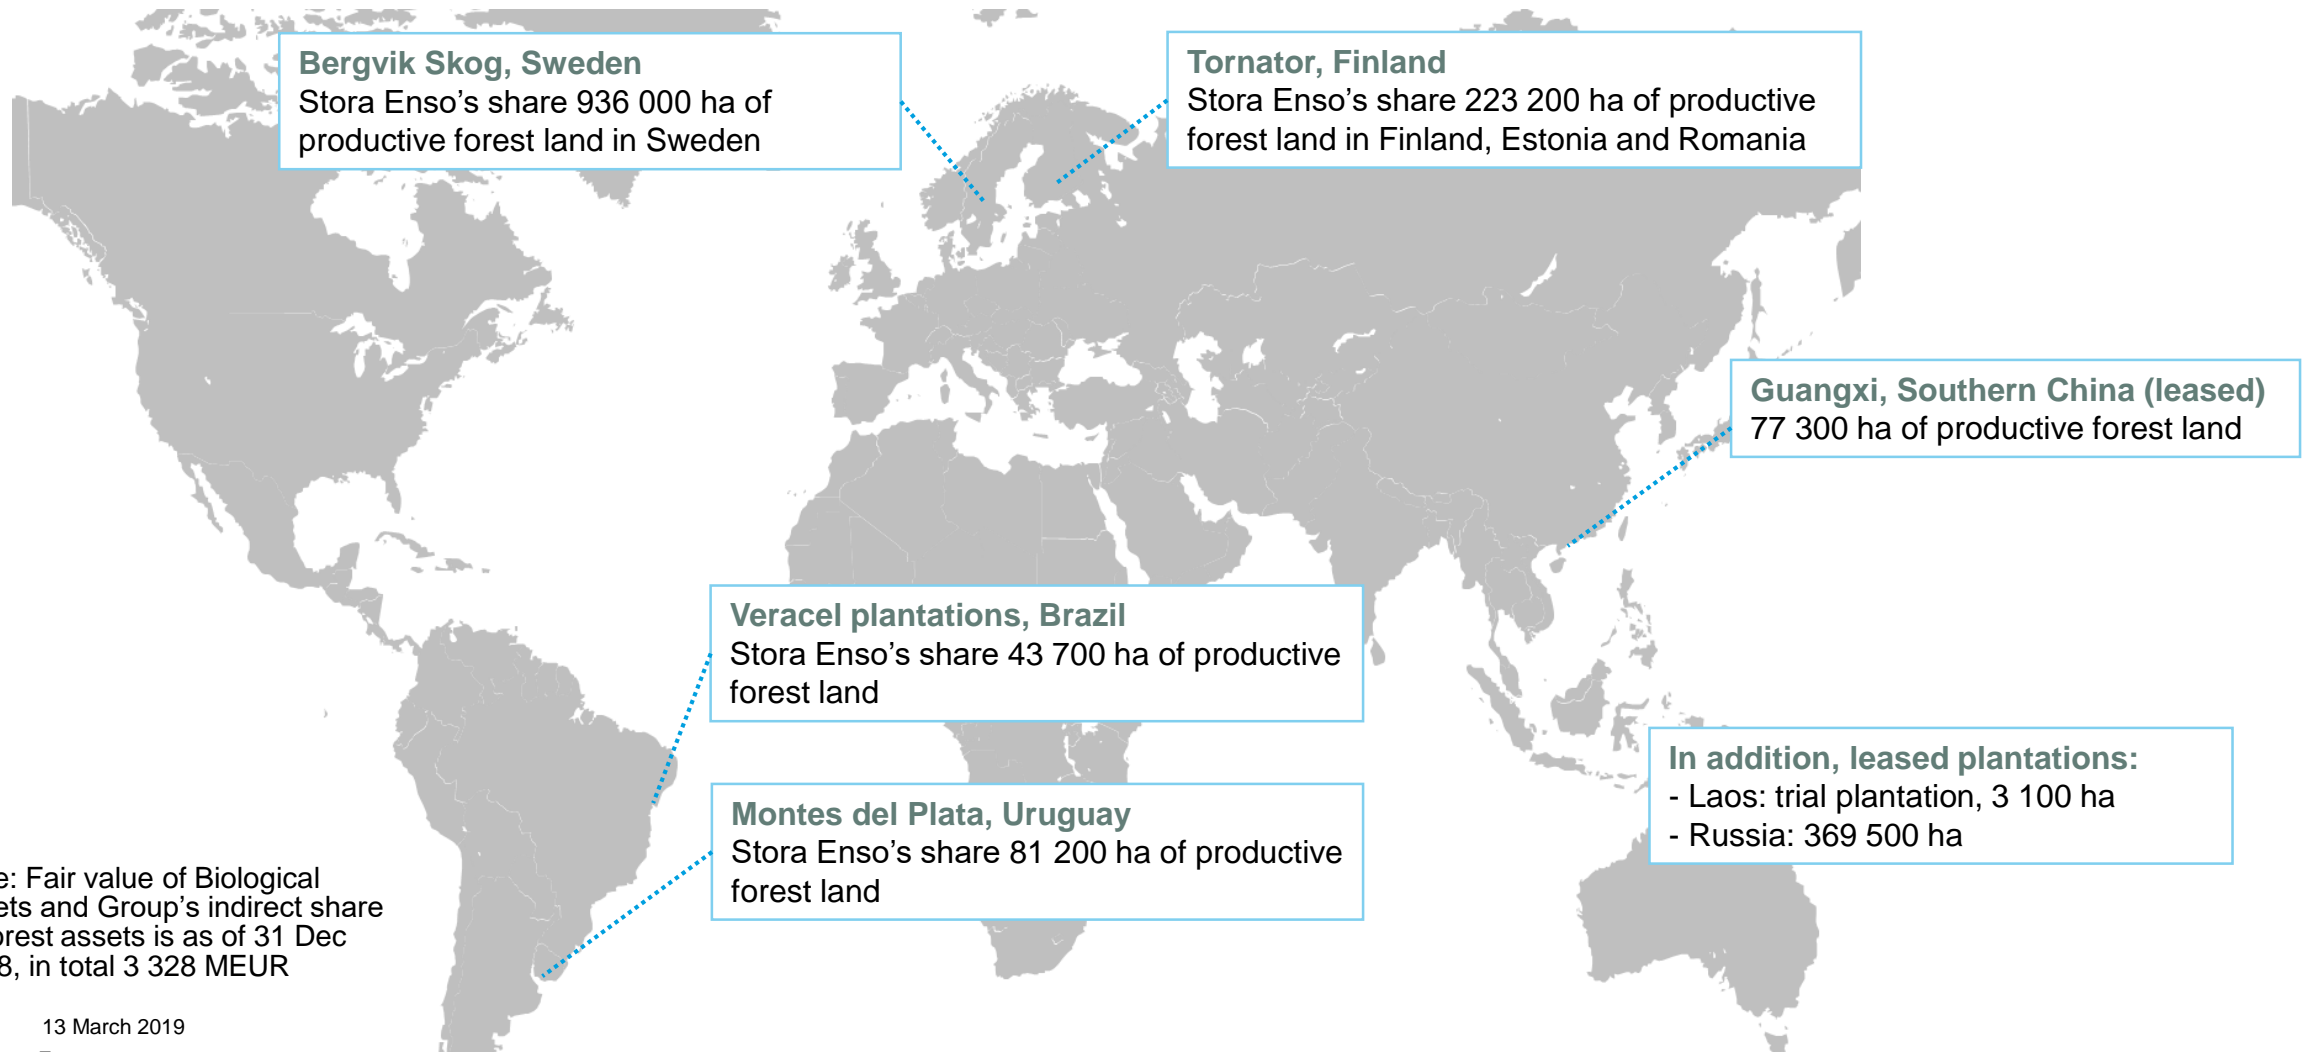 Bergvik Skog, Sweden
Stora Enso’s share 936 000 ha of
productive forest land in Sweden
Tornator, Finland
Stora Enso’s share 223 200 ha of productive
forest land in Finland, Estonia and Romania
Guangxi, Southern China (leased)
77 300 ha of productive forest land
Veracel plantations, Brazil
Stora Enso’s share 43 700 ha of productive
forest land
In addition, leased plantations:
- Laos: trial plantation, 3 100 ha
- Russia: 369 500 ha
Montes del Plata, Uruguay
Stora Enso’s share 81 200 ha of productive
forest land
e: Fair value of Biological
ets and Group’s indirect share
orest assets is as of 31 Dec
8, in total 3 328 MEUR
13 March 2019